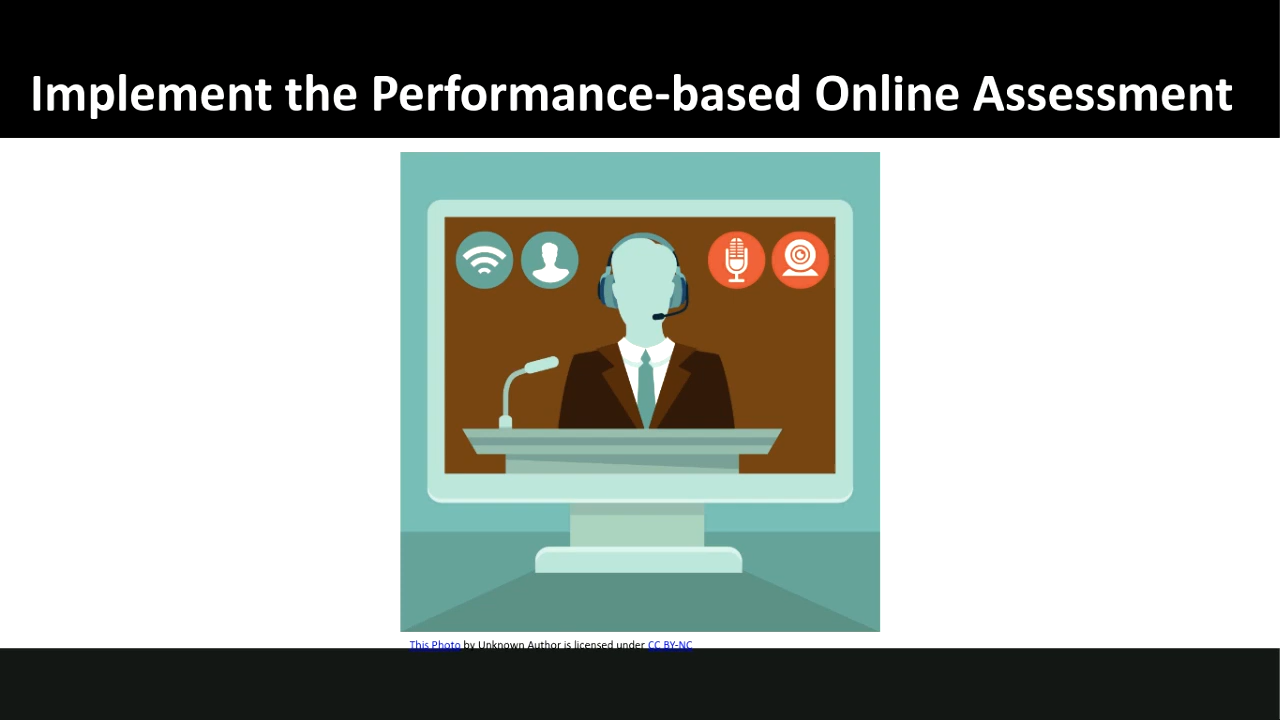 Implement the Performance-based Online Assessment
This Photo by Unknown Author is licensed under CC BY-NC